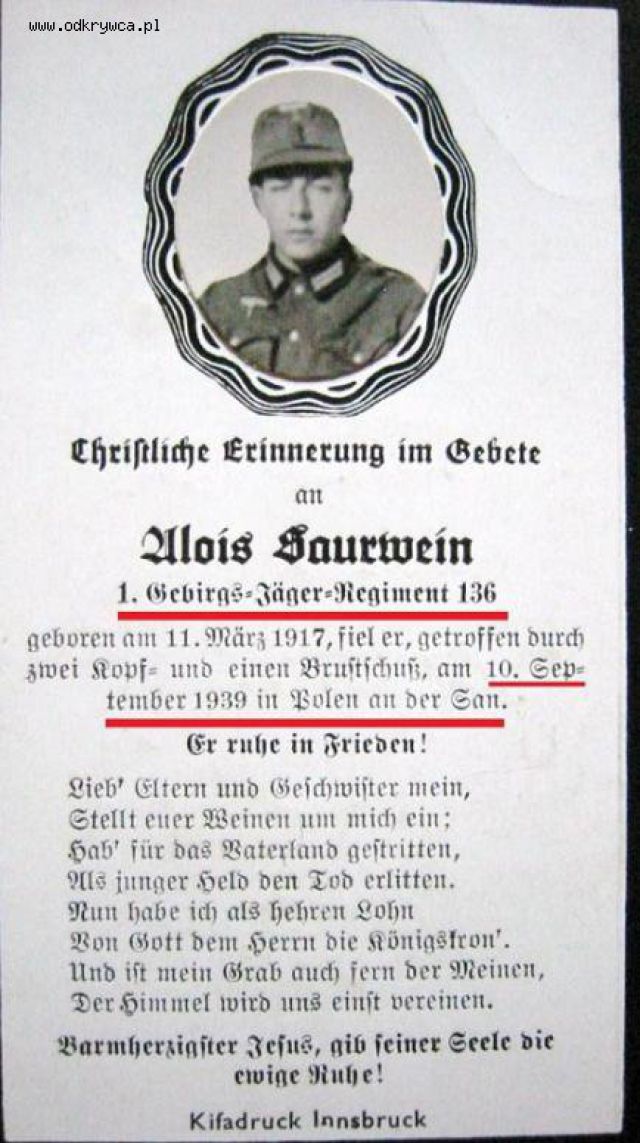 www.odkrywca.pl
Christliche Erinnerung im Gebete
an
Alois Saurwein
1. Gebirgs-Jäger-Regiment 136
geboren am 11. März 1917, fiel er, getroffen durch
zwei Kopf- und einen Brustschuß, am 10. Sep-
tember 1939 in Polen an der San.
Er ruhe in Frieden!
Lieb' Eltern und Geschwister mein,
Stellt euer Weinen um mich ein;
Hab' für das Vaterland gestritten,
Als junger Held den Tod erlitten.
Nun habe ich als hehren Lohn
Von Gott dem Herrn die Königskron'.
Und ist mein Grab auch fern der Meinen,
Der Himmel wird uns einst vereinen.
Barmherzigster Jesus, gib seiner Seele die
ewige Ruhe!
Kifadruck Innsbruck